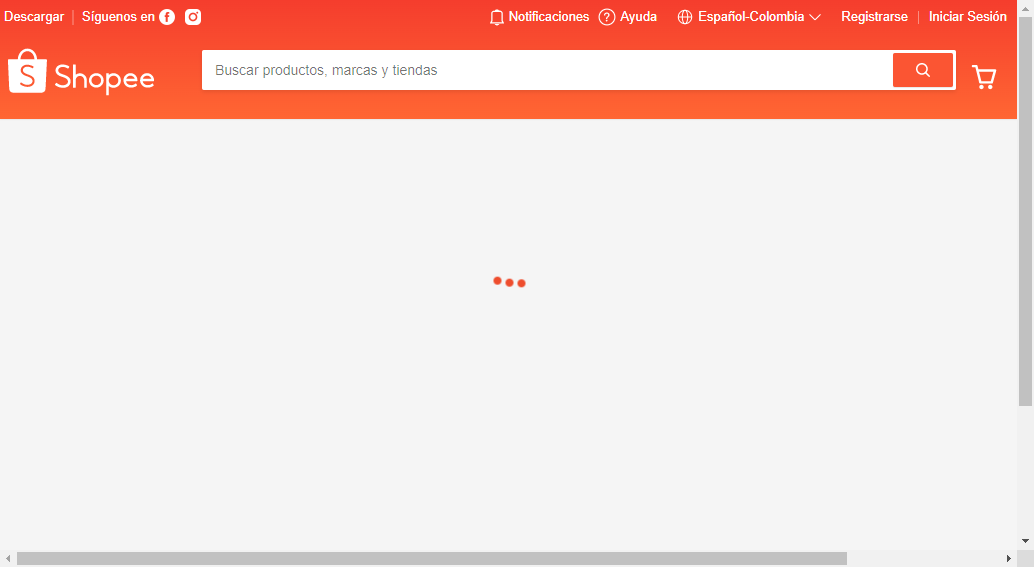 Descargar Síguenos en Notificaciones Ayuda Español-Colombia Registrarse Iniciar Sesión
Shopee Buscar productos, marcas y tiendas